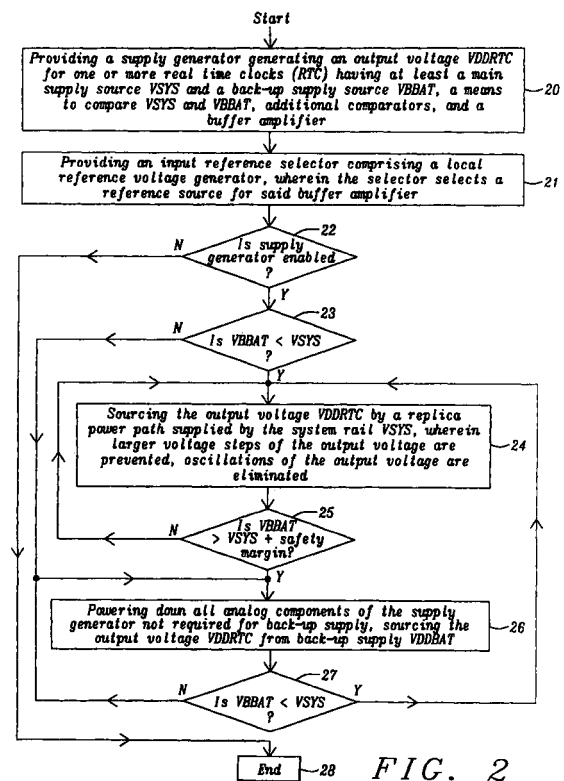 Start
Providing a supply generator generating an output voltage VDDRTC
for one or more real time clocks (RTC) having at least a main
supply source VSYS and a back-up supply source VBBAT, a means
to compare VSYS and VBBAT, additional comparators, and a
buffer amplifier
20
Providing an input reference selector comprising a local
reference voltage generator, wherein the selector selects a
reference source for said buffer amplifier
21
22
N
Is supply
generator enabled
?
Y
23
N
Is VBBAT < VSYS
?
Y
Sourcing the output voltage VDDRTC by a replica
power path supplied by the system rail VSYS, wherein
larger voltage steps of the output voltage are
prevented, oscillations of the output voltage are
eliminated
24
25
N
Is VBBAT
> VSYS + safety
margin?
Y
Powering down all analog components of the supply
generator not required for back-up supply, sourcing the
output voltage VDDRTC from back-up supply VDDBAT
26
27
N
Y
Is VBBAT < VSYS
?
End
28
FIG. 2